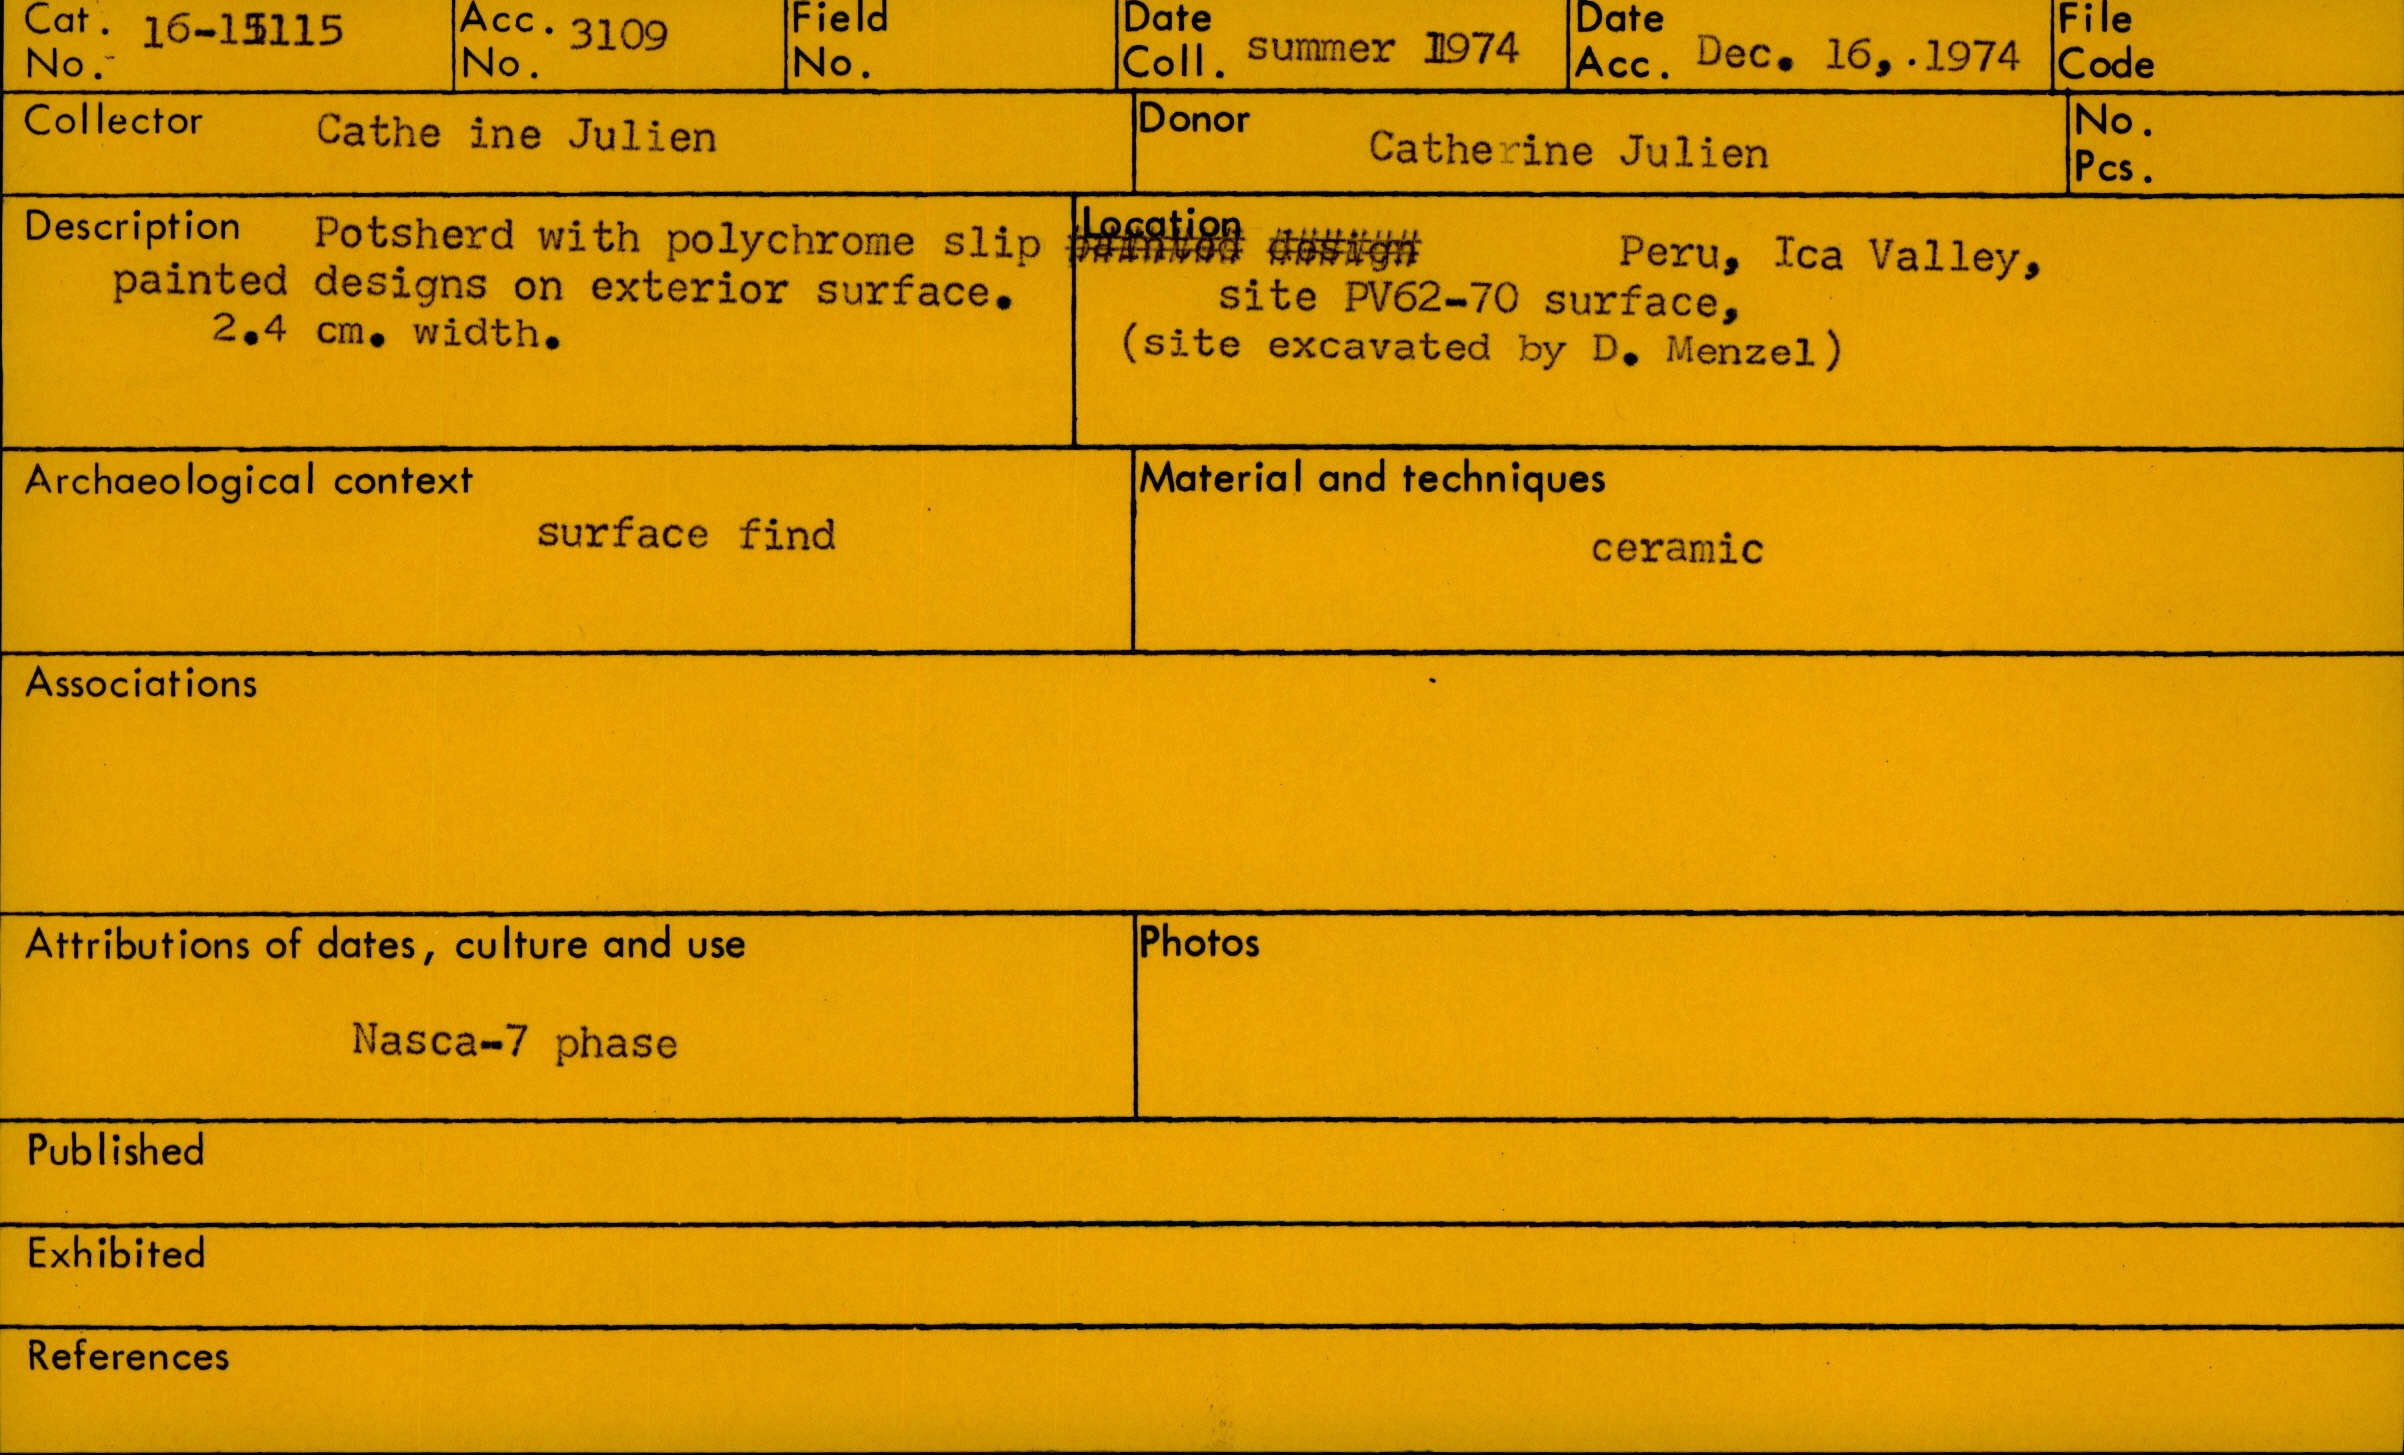 Cat. No. 16-15115
Acc. No. 3109
Field No.
Date Coll. summer 1974
Date Acc. Dec. 16, 1974
File Code
Collector Cathe ine Julien
Donor Catherine Julien
No. Pcs.
Description Potsherd with polychrome slip painted design
painted designs on exterior surface.
2.4 cm. width.
Location Peru, Ica Valley,
site PV62-70 surface,
(site excavated by D. Menzel)
Archaeological context
surface find
Material and techniques
ceramic
Associations
Attributions of dates, culture and use
Nasca-7 phase
Photos
Published
Exhibited
References